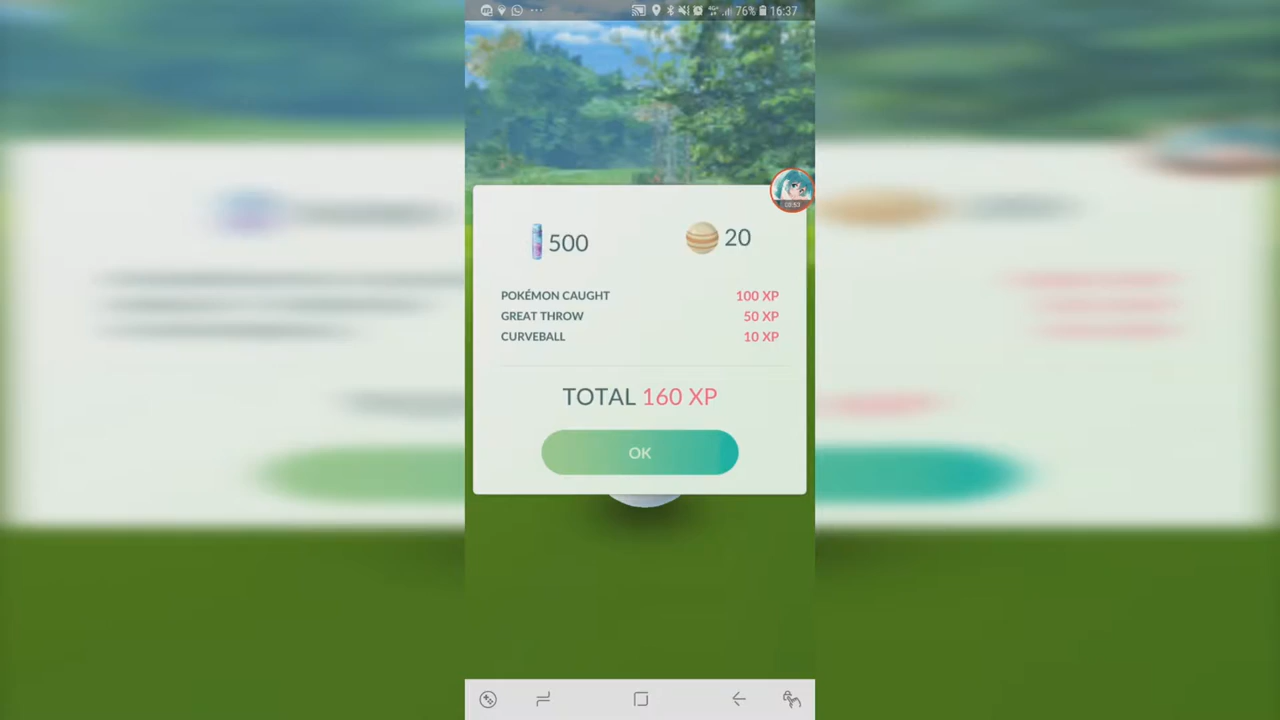 76% 16:37
500 20
POKÉMON CAUGHT 100 XP
GREAT THROW 50 XP
CURVEBALL 10 XP
TOTAL 160 XP
OK